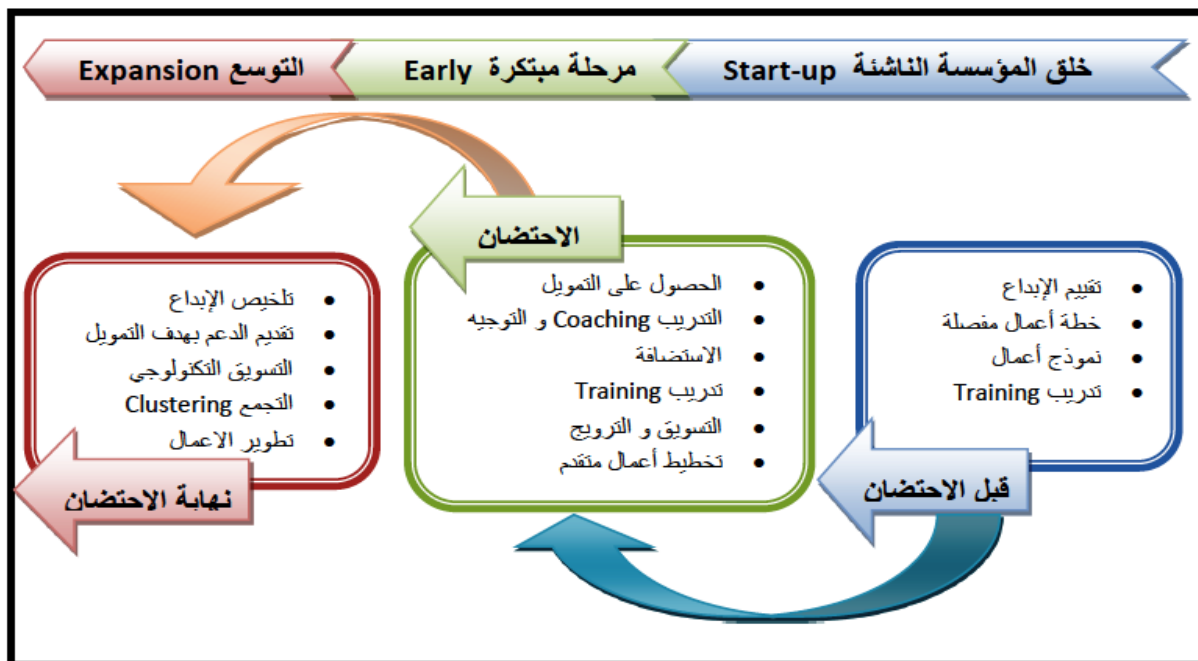 خلق المؤسسة الناشئة Start-up
مرحلة مبتكرة Early
التوسع Expansion
تقييم الإبداع
خطة أعمال مفصلة
نموذج أعمال
تدريب Training
قبل الاحتضان
الاحتضان
الحصول على التمويل
التدريب Coaching و التوجيه
الاستضافة
تدريب Training
التسويق و الترويج
تخطيط أعمال متقدم
تلخيص الإبداع
تقديم الدعم بهدف التمويل
التسويق التكنولوجي
التجمع Clustering
تطوير الاعمال
نهاية الاحتضان